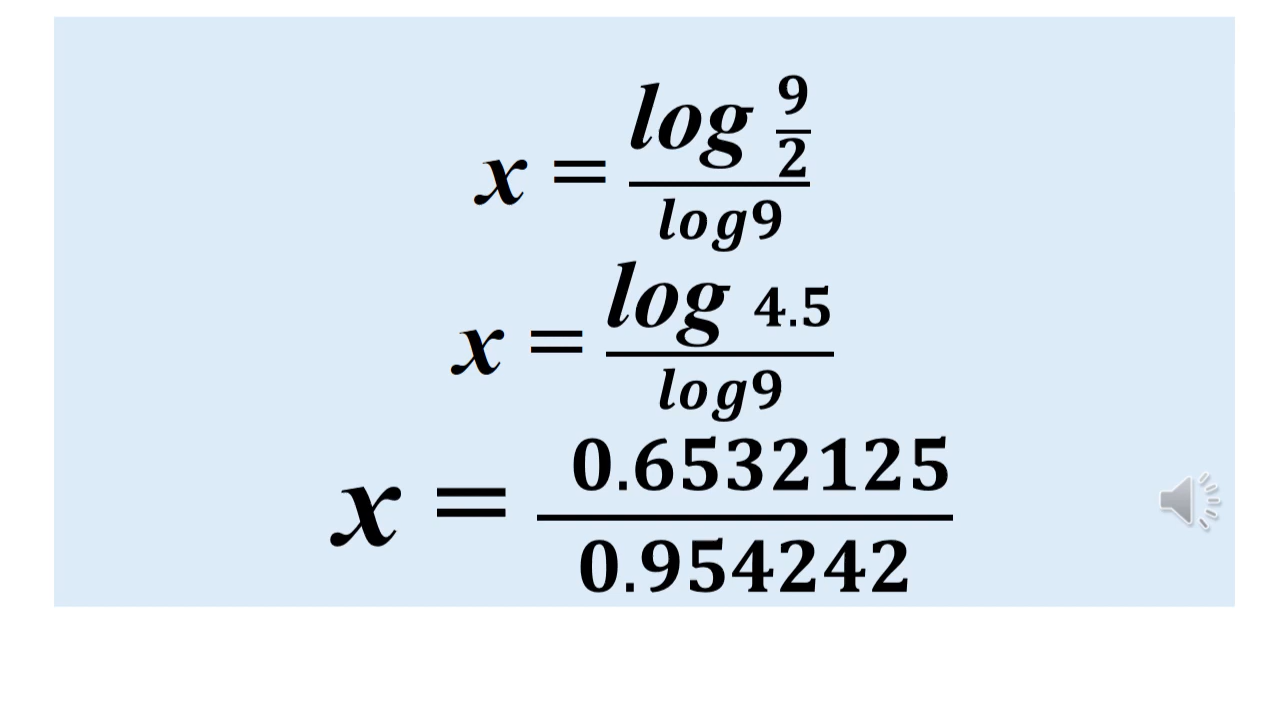 x = log 9/2 / log9
x = log 4.5 / log9
x = 0.6532125 / 0.954242